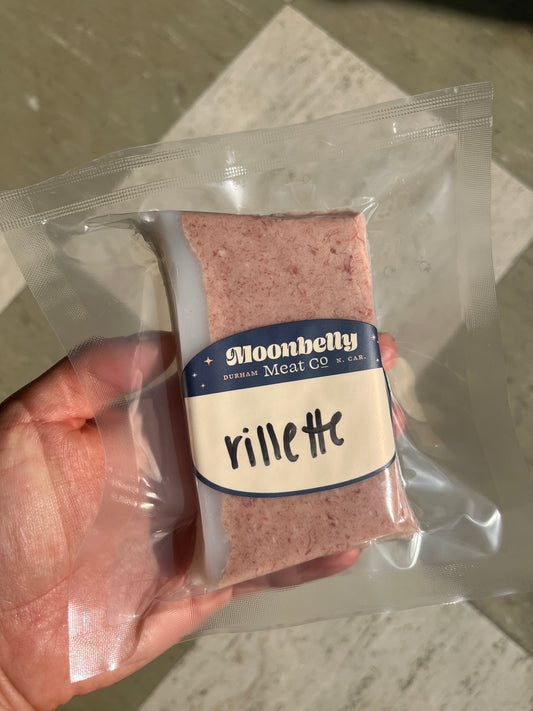 Moonbelly
DURHAM Meat Co N. CAR.
rillette